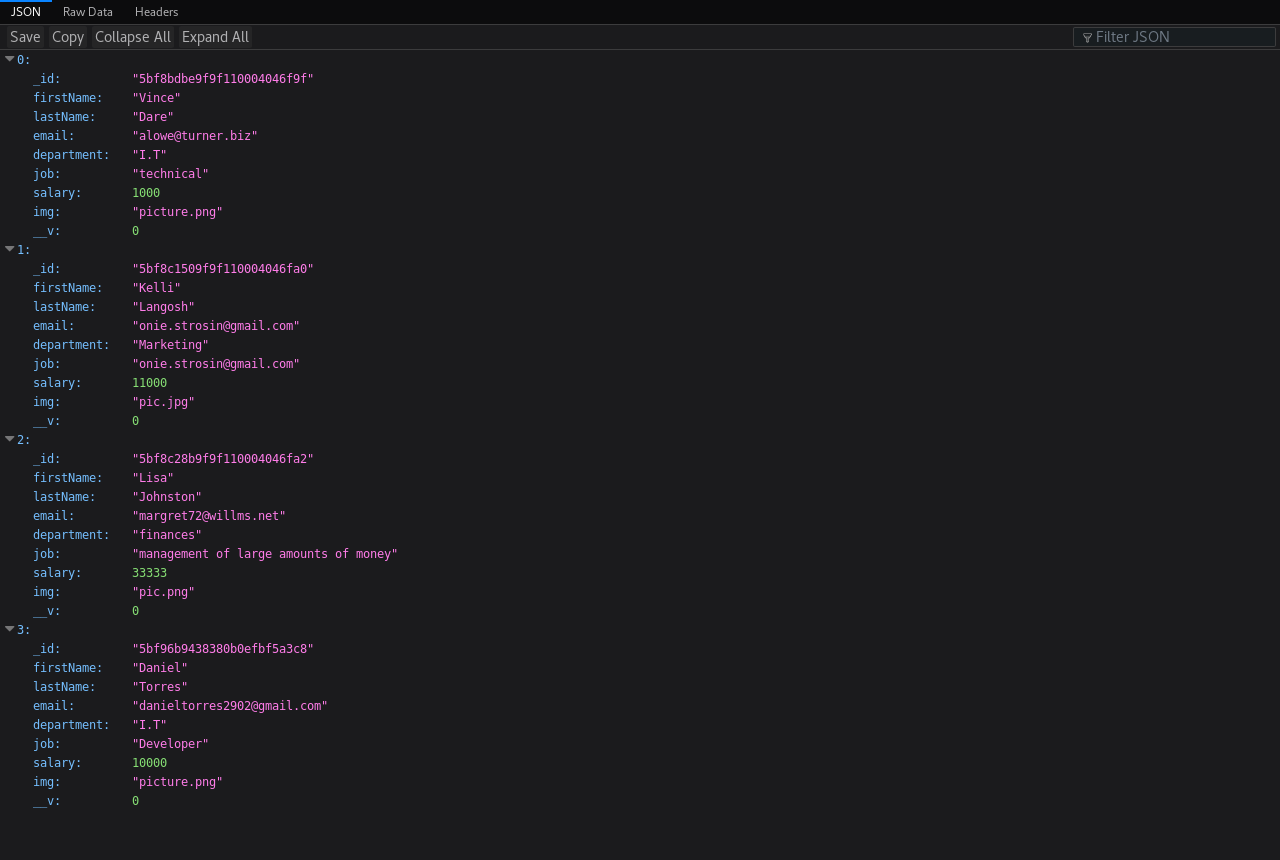 JSON Raw Data Headers
Save Copy Collapse All Expand All Filter JSON
0:
_id: "5bf8bdbe9f9f110004046f9f"
firstName: "Vince"
lastName: "Dare"
email: "alowe@turner.biz"
department: "I.T"
job: "technical"
salary: 1000
img: "picture.png"
__v: 0
1:
_id: "5bf8c1509f9f110004046fa0"
firstName: "Kelli"
lastName: "Langosh"
email: "onie.strosin@gmail.com"
department: "Marketing"
job: "onie.strosin@gmail.com"
salary: 11000
img: "pic.jpg"
__v: 0
2:
_id: "5bf8c28b9f9f110004046fa2"
firstName: "Lisa"
lastName: "Johnston"
email: "margret72@willms.net"
department: "finances"
job: "management of large amounts of money"
salary: 33333
img: "pic.png"
__v: 0
3:
_id: "5bf96b9438380b0efbf5a3c8"
firstName: "Daniel"
lastName: "Torres"
email: "danieltorres2902@gmail.com"
department: "I.T"
job: "Developer"
salary: 10000
img: "picture.png"
__v: 0